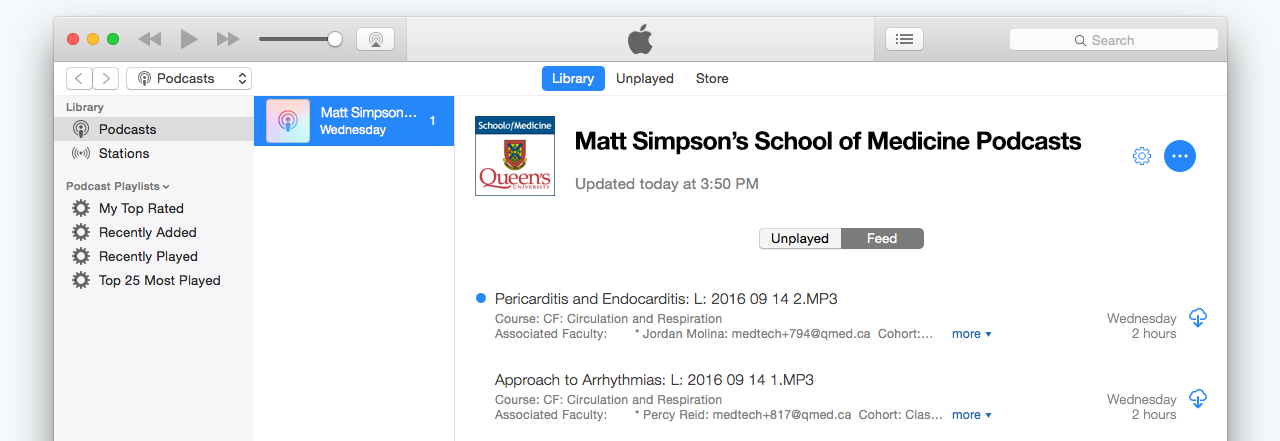 Search
Podcasts
Library
Unplayed
Store
Library
Podcasts
Stations
Podcast Playlists
My Top Rated
Recently Added
Recently Played
Top 25 Most Played
Matt Simpson... 1
Wednesday
School of Medicine
Queen's
UNIVERSITY
Matt Simpson's School of Medicine Podcasts
Updated today at 3:50 PM
Unplayed Feed
Pericarditis and Endocarditis: L: 2016 09 14 2.MP3
Course: CF: Circulation and Respiration Wednesday
Associated Faculty: * Jordan Molina: medtech+794@qmed.ca Cohort:... more 2 hours
Approach to Arrhythmias: L: 2016 09 14 1.MP3
Course: CF: Circulation and Respiration Wednesday
Associated Faculty: * Percy Reid: medtech+817@qmed.ca Cohort: Clas... more 2 hours